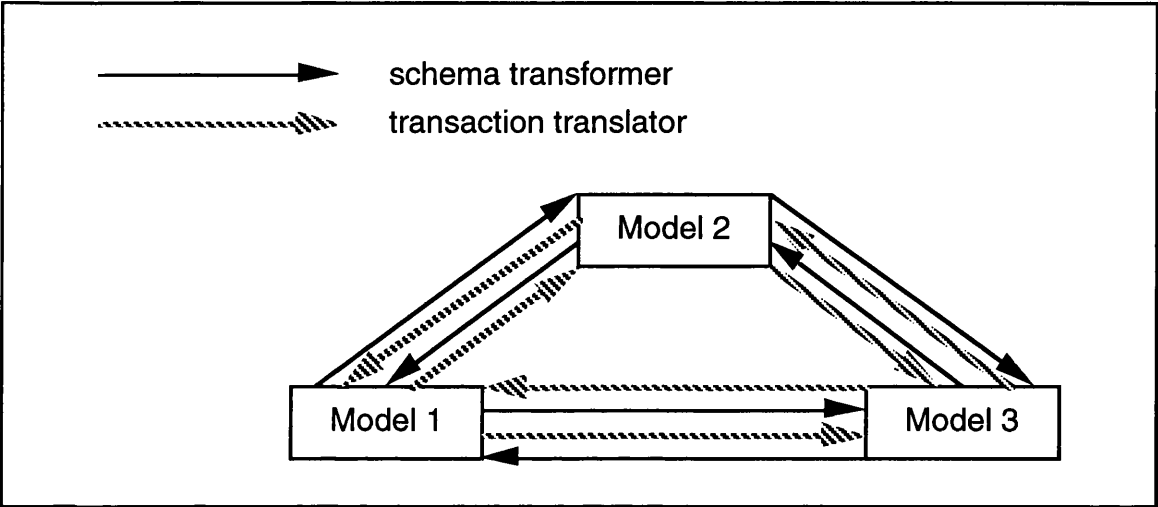 schema transformer
transaction translator
Model 2
Model 1
Model 3